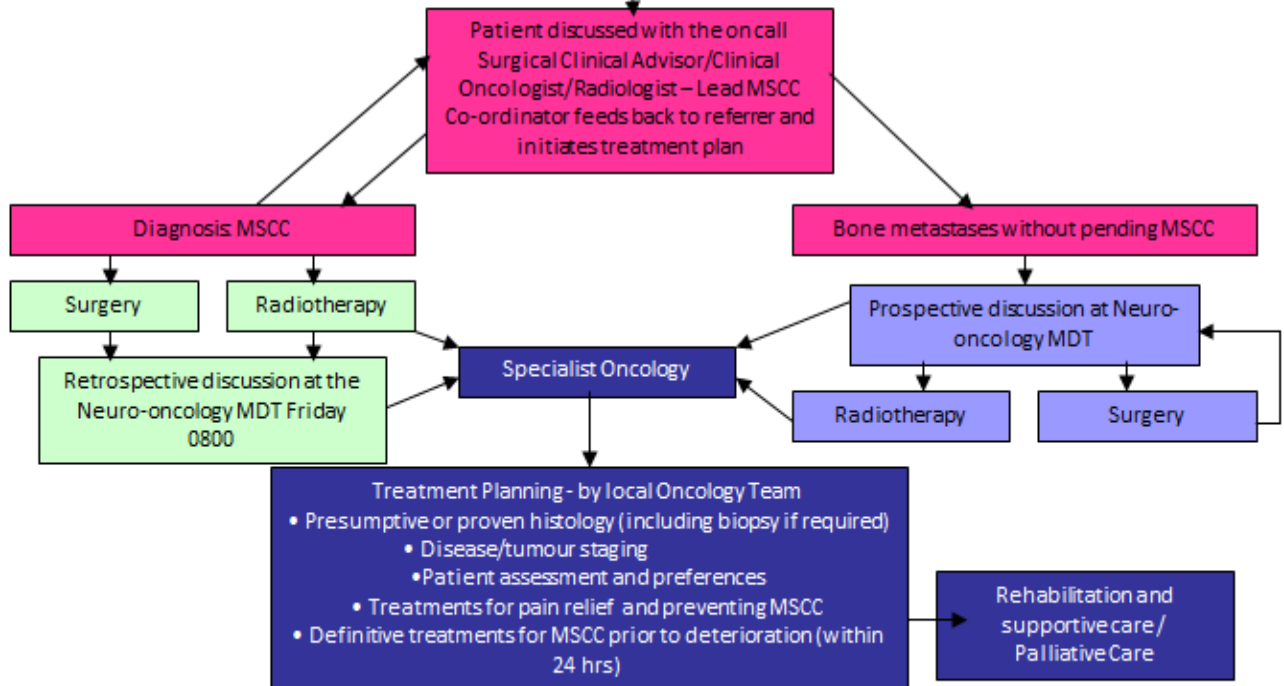 Patient discussed with the on call
Surgical Clinical Advisor/Clinical
Oncologist/Radiologist – Lead MSCC
Co-ordinator feeds back to referrer and
initiates treatment plan
Diagnosis: MSCC
Bone metastases without pending MSCC
Surgery
Radiotherapy
Prospective discussion at Neuro-
oncology MDT
Retrospective discussion at the
Neuro-oncology MDT Friday
0800
Specialist Oncology
Radiotherapy
Surgery
Treatment Planning - by local Oncology Team
• Presumptive or proven histology (including biopsy if required)
• Disease/tumour staging
•Patient assessment and preferences
• Treatments for pain relief and preventing MSCC
• Definitive treatments for MSCC prior to deterioration (within
24 hrs)
Rehabilitation and
supportive care /
Palliative Care